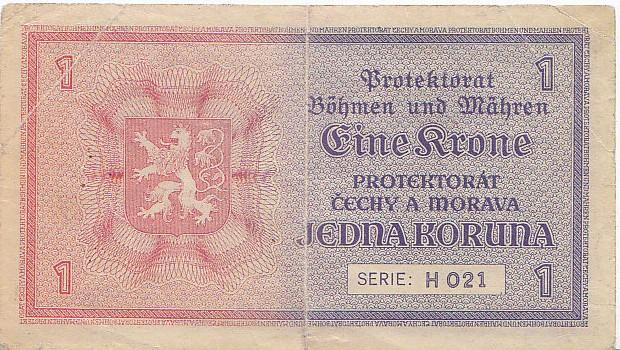 1
1
Protektorat
Böhmen und Mähren
Eine Krone
PROTEKTORÁT
ČECHY A MORAVA
JEDNA KORUNA
SERIE: H 021
1
1